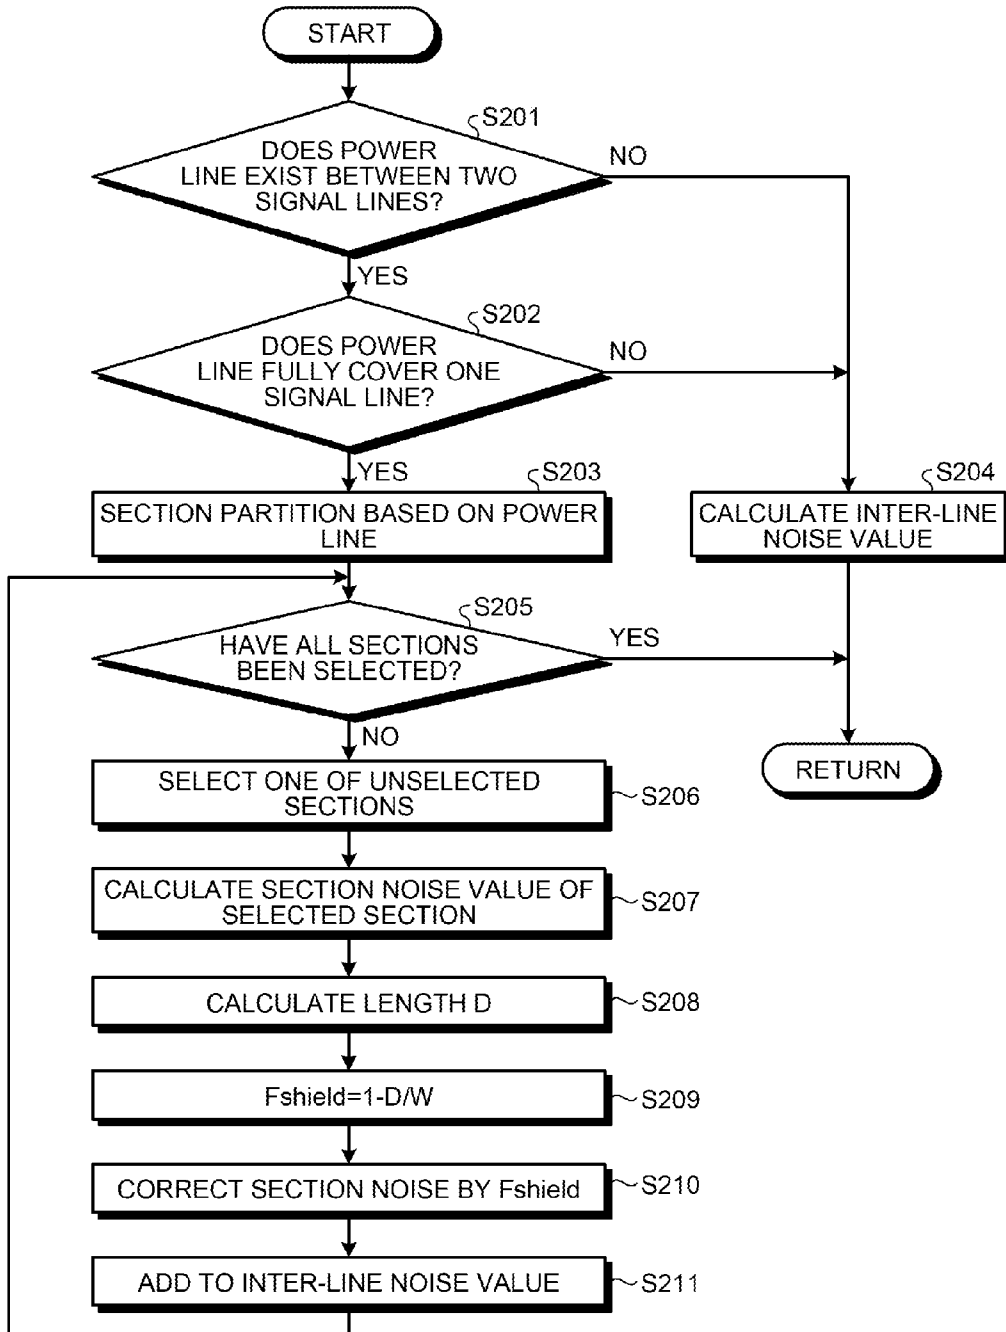 START
S201
DOES POWER
LINE EXIST BETWEEN TWO
SIGNAL LINES?
NO
YES
S202
DOES POWER
LINE FULLY COVER ONE
SIGNAL LINE?
NO
YES
S203
SECTION PARTITION BASED ON POWER
LINE
S204
CALCULATE INTER-LINE
NOISE VALUE
S205
HAVE ALL SECTIONS
BEEN SELECTED?
YES
NO
RETURN
SELECT ONE OF UNSELECTED
SECTIONS
S206
CALCULATE SECTION NOISE VALUE OF
SELECTED SECTION
S207
CALCULATE LENGTH D
S208
Fshield=1-D/W
S209
CORRECT SECTION NOISE BY Fshield
S210
ADD TO INTER-LINE NOISE VALUE
S211